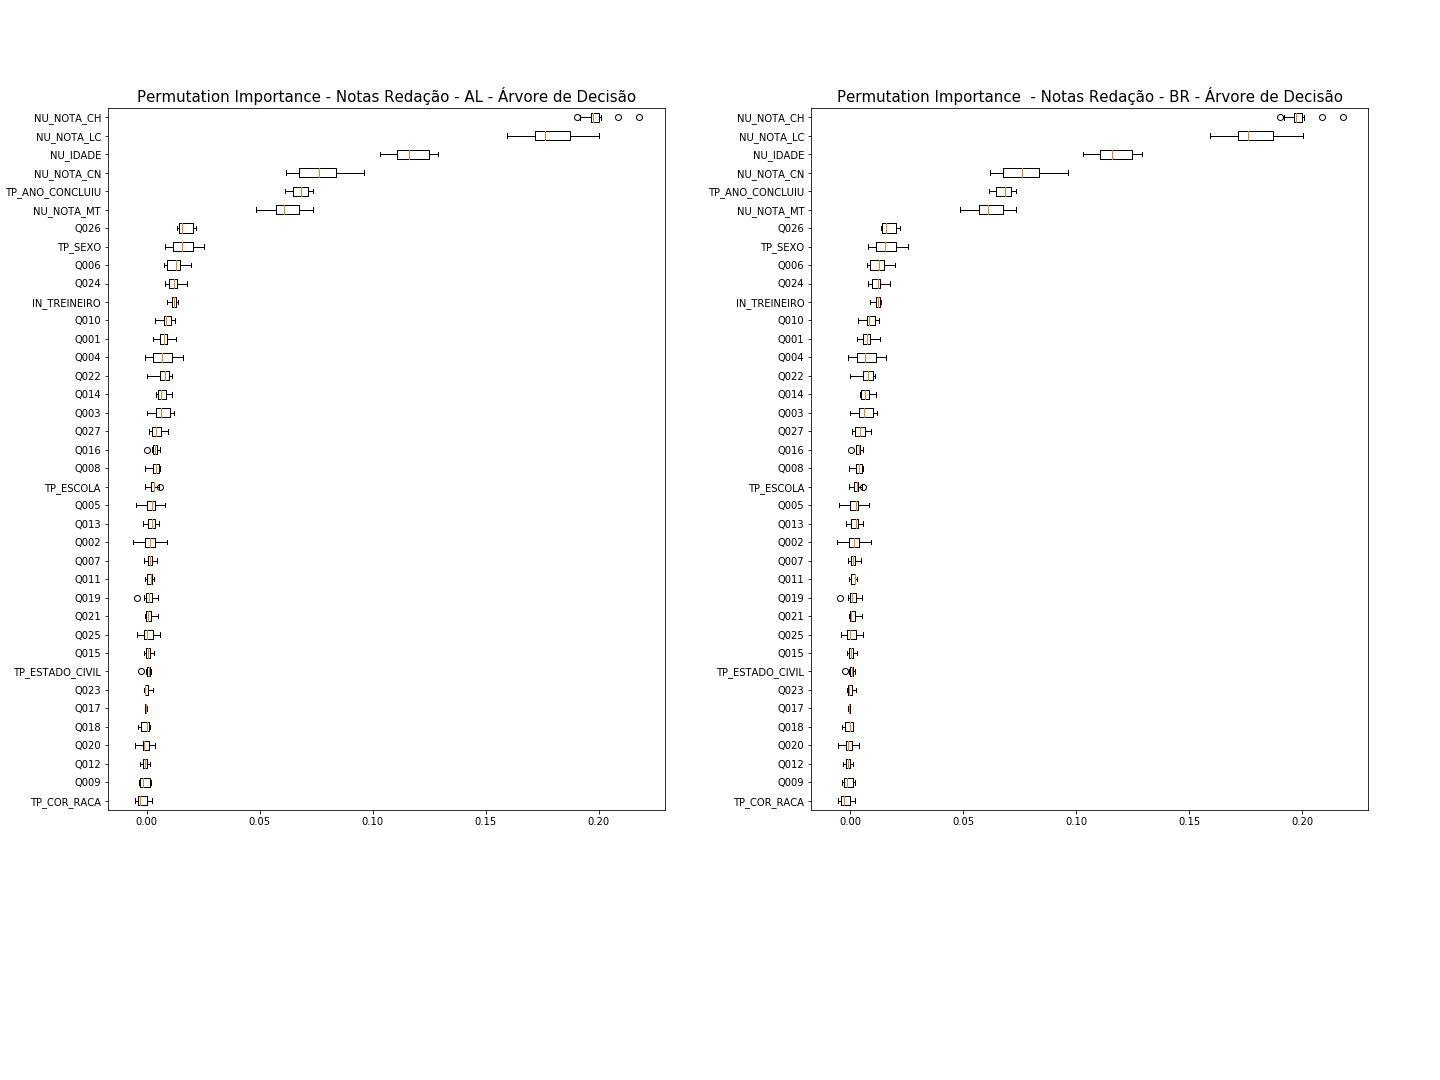 Permutation Importance - Notas Redação - AL - Árvore de Decisão
NU_NOTA_CH
NU_NOTA_LC
NU_IDADE
NU_NOTA_CN
TP_ANO_CONCLUIU
NU_NOTA_MT
Q026
TP_SEXO
Q006
Q024
IN_TREINEIRO
Q010
Q001
Q004
Q022
Q014
Q003
Q027
Q016
Q008
TP_ESCOLA
Q005
Q013
Q002
Q007
Q011
Q019
Q021
Q025
Q015
TP_ESTADO_CIVIL
Q023
Q017
Q018
Q020
Q012
Q009
TP_COR_RACA
0.00 0.05 0.10 0.15 0.20
Permutation Importance  - Notas Redação - BR - Árvore de Decisão
NU_NOTA_CH
NU_NOTA_LC
NU_IDADE
NU_NOTA_CN
TP_ANO_CONCLUIU
NU_NOTA_MT
Q026
TP_SEXO
Q006
Q024
IN_TREINEIRO
Q010
Q001
Q004
Q022
Q014
Q003
Q027
Q016
Q008
TP_ESCOLA
Q005
Q013
Q002
Q007
Q011
Q019
Q021
Q025
Q015
TP_ESTADO_CIVIL
Q023
Q017
Q018
Q020
Q012
Q009
TP_COR_RACA
0.00 0.05 0.10 0.15 0.20